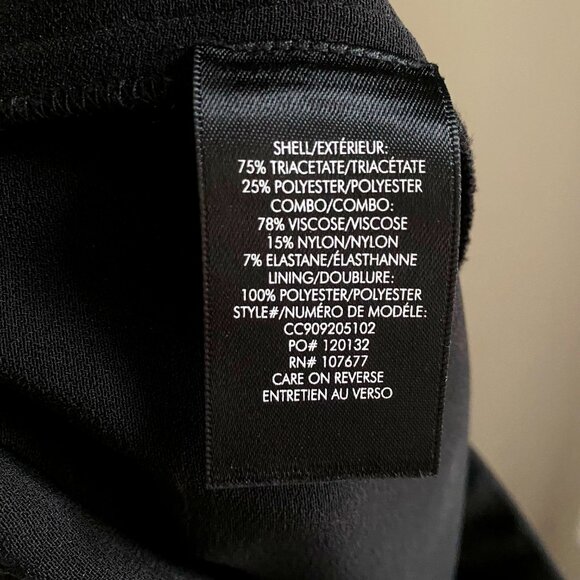 SHELL/EXTÉRIEUR:
75% TRIACETATE/TRIACÉTATE
25% POLYESTER/POLYESTER
COMBO/COMBO:
78% VISCOSE/VISCOSE
15% NYLON/NYLON
7% ELASTANE/ÉLASTHANNE
LINING/DOUBLURE:
100% POLYESTER/POLYESTER
STYLE#/NUMÉRO DE MODÉLE:
CC909205102
PO# 120132
RN# 107677
CARE ON REVERSE
ENTRETIEN AU VERSO